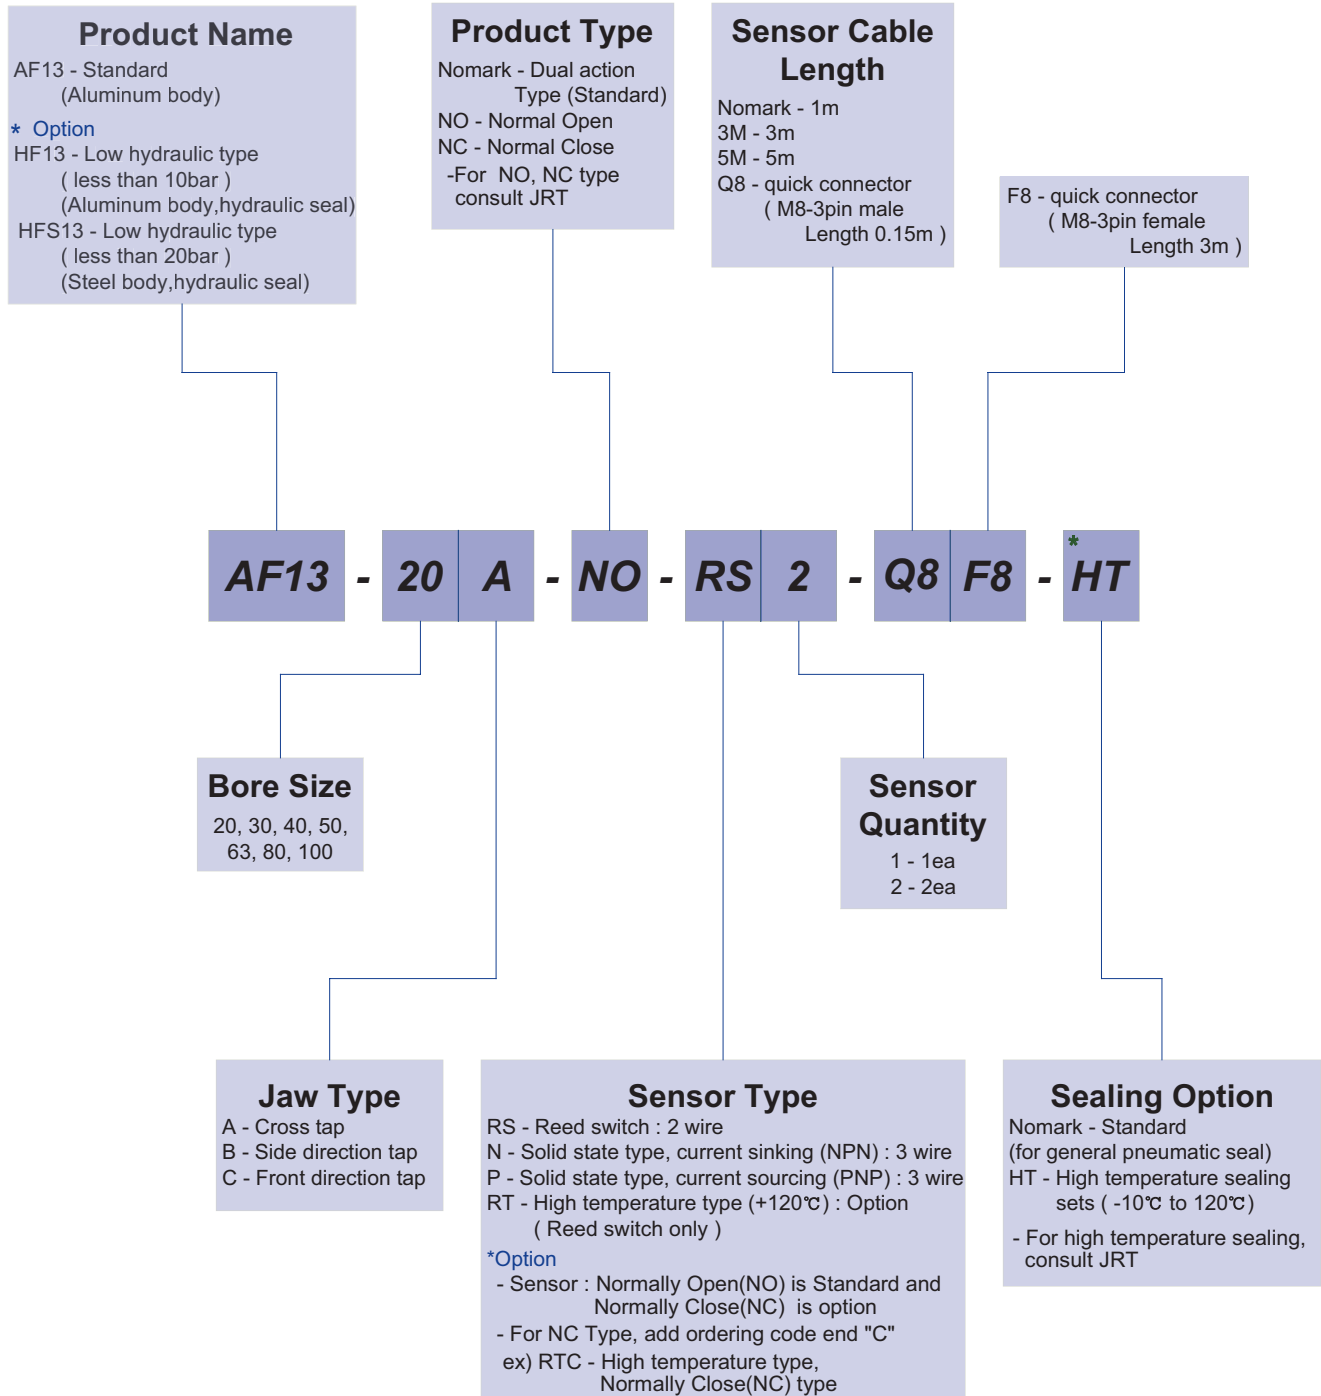 Product Name
AF13 - Standard
(Aluminum body)
* Option
HF13 - Low hydraulic type
( less than 10bar )
(Aluminum body,hydraulic seal)
HFS13 - Low hydraulic type
( less than 20bar )
(Steel body,hydraulic seal)
Product Type
Nomark - Dual action
Type (Standard)
NO - Normal Open
NC - Normal Close
-For NO, NC type
consult JRT
Sensor Cable
Length
Nomark - 1m
3M - 3m
5M - 5m
Q8 - quick connector
( M8-3pin male
Length 0.15m )
F8 - quick connector
( M8-3pin female
Length 3m )
AF13 - 20 A - NO - RS 2 - Q8 F8 - *HT
Bore Size
20, 30, 40, 50,
63, 80, 100
Sensor
Quantity
1 - 1ea
2 - 2ea
Jaw Type
A - Cross tap
B - Side direction tap
C - Front direction tap
Sensor Type
RS - Reed switch : 2 wire
N - Solid state type, current sinking (NPN) : 3 wire
P - Solid state type, current sourcing (PNP) : 3 wire
RT - High temperature type (+120℃) : Option
( Reed switch only )
*Option
- Sensor : Normally Open(NO) is Standard and
Normally Close(NC) is option
- For NC Type, add ordering code end "C"
ex) RTC - High temperature type,
Normally Close(NC) type
Sealing Option
Nomark - Standard
(for general pneumatic seal)
HT - High temperature sealing
sets ( -10℃ to 120℃)
- For high temperature sealing,
consult JRT